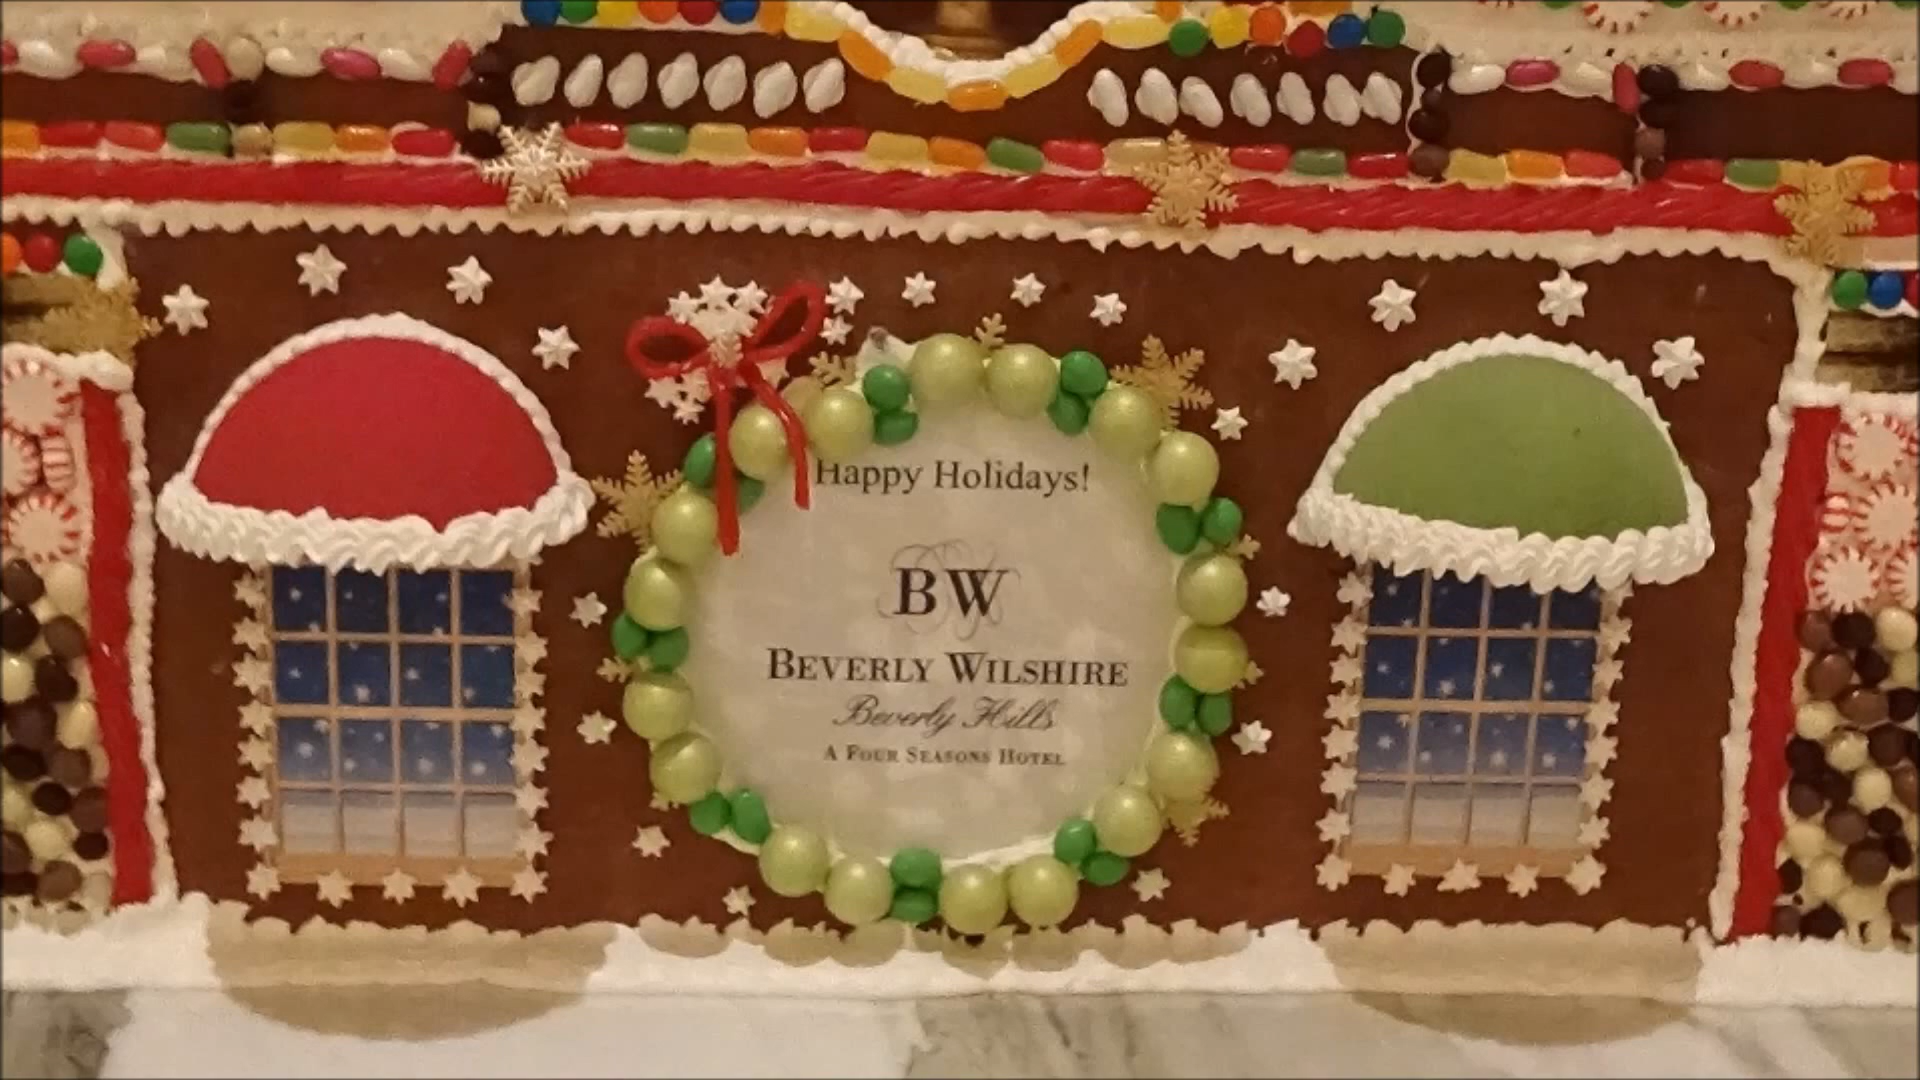 Happy Holidays!
BW
BEVERLY WILSHIRE
Beverly Hills
A FOUR SEASONS HOTEL